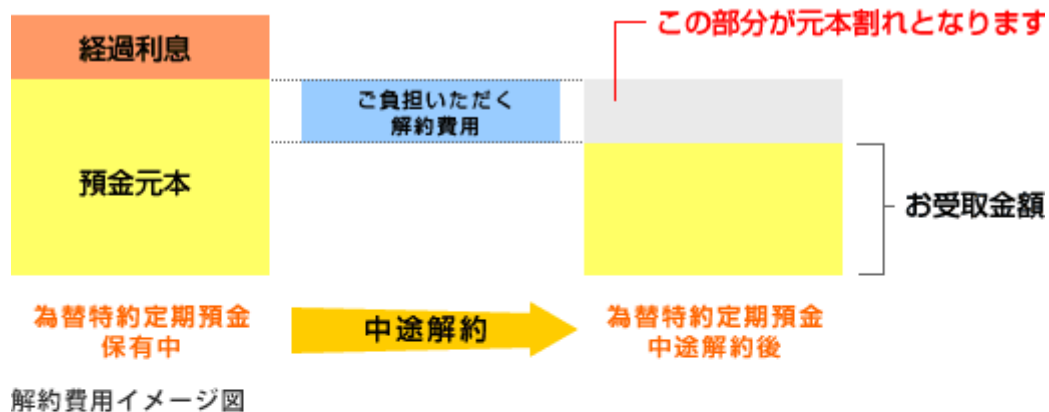 この部分が元本割れとなります
経過利息
ご負担いただく
解約費用
預金元本
お受取金額
為替特約定期預金
保有中
中途解約
為替特約定期預金
中途解約後
解約費用イメージ図